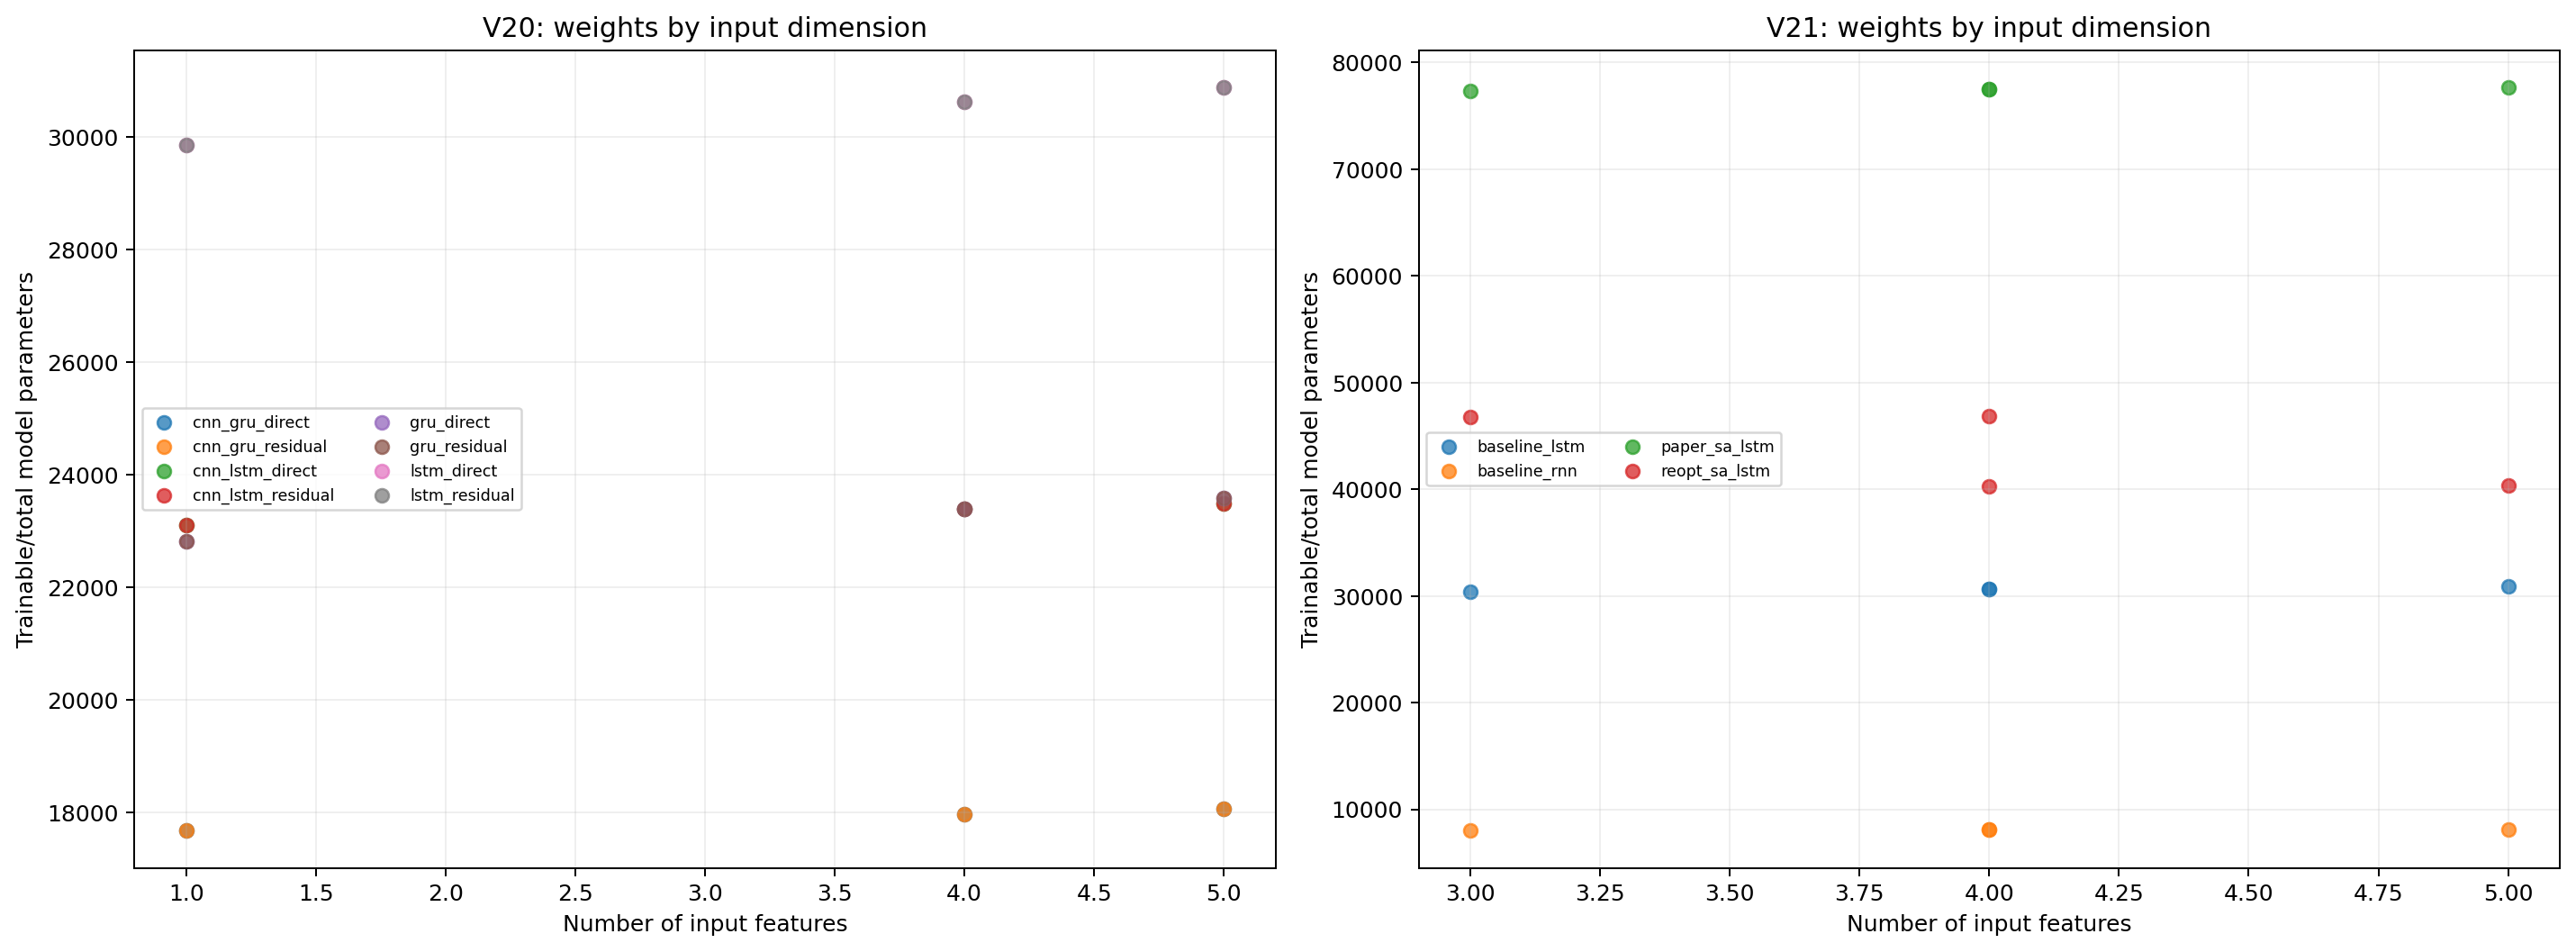 V20: weights by input dimension
Trainable/total model parameters
30000
28000
26000
24000
22000
20000
18000
cnn_gru_direct
cnn_gru_residual
cnn_lstm_direct
cnn_lstm_residual
gru_direct
gru_residual
lstm_direct
lstm_residual
1.0 1.5 2.0 2.5 3.0 3.5 4.0 4.5 5.0
Number of input features
V21: weights by input dimension
Trainable/total model parameters
80000
70000
60000
50000
40000
30000
20000
10000
baseline_lstm
baseline_rnn
paper_sa_lstm
reopt_sa_lstm
3.00 3.25 3.50 3.75 4.00 4.25 4.50 4.75 5.00
Number of input features